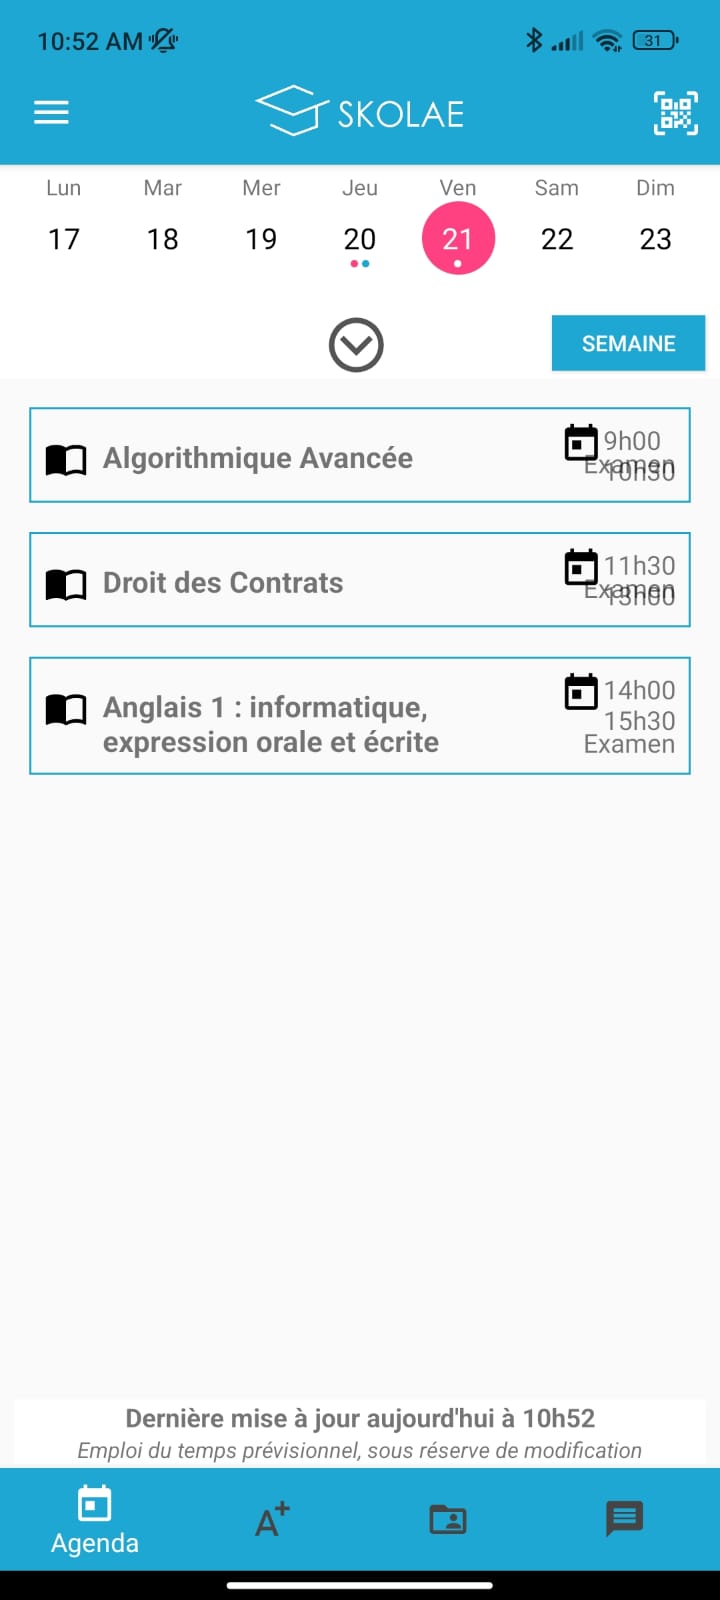 10:52 AM
31
SKOLAE
Lun Mar Mer Jeu Ven Sam Dim
17 18 19 20 21 22 23
SEMAINE
Algorithmique Avancée
9h00
10h30
Examen
Droit des Contrats
11h30
13h00
Examen
Anglais 1 : informatique,
expression orale et écrite
14h00
15h30
Examen
Dernière mise à jour aujourd'hui à 10h52
Emploi du temps prévisionnel, sous réserve de modification
Agenda
A+